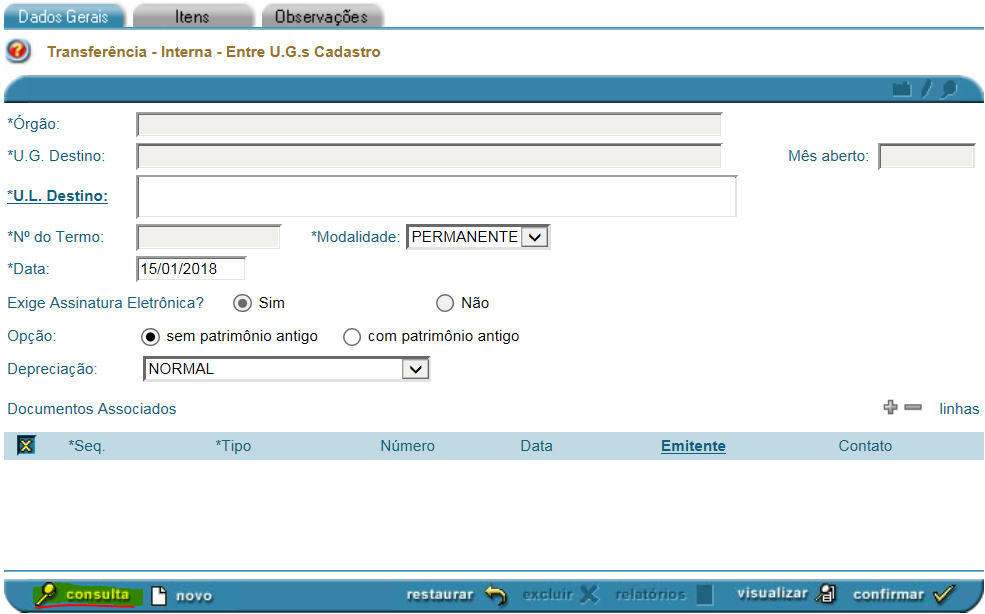 Dados Gerais Itens Observações
Transferência - Interna - Entre U.G.s Cadastro
*Órgão:
*U.G. Destino: Mês aberto:
*U.L. Destino:
*Nº do Termo: *Modalidade: PERMANENTE
*Data: 15/01/2018
Exige Assinatura Eletrônica? Sim Não
Opção: sem patrimônio antigo com patrimônio antigo
Depreciação: NORMAL
Documentos Associados linhas
*Seq. *Tipo Número Data Emitente Contato
consulta novo restaurar excluir relatórios visualizar confirmar